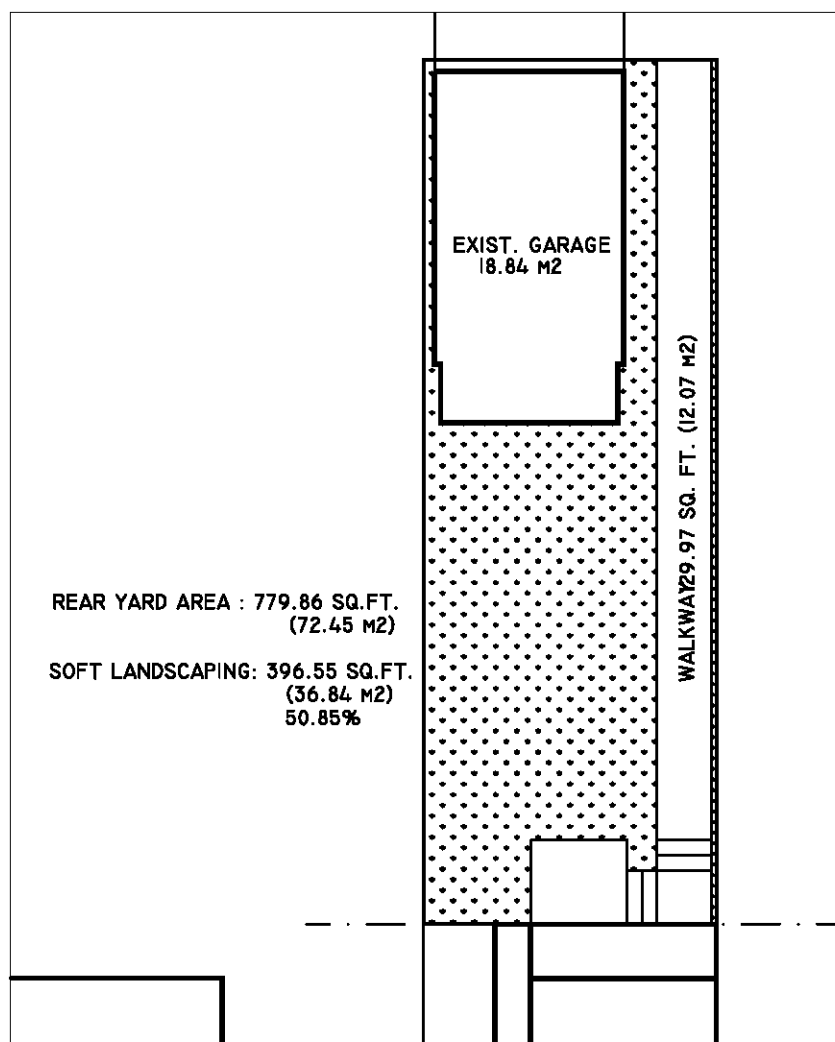 EXIST. GARAGE
18.84 M2
WALKWAY29.97 SQ. FT. (12.07 M2)
REAR YARD AREA : 779.86 SQ.FT.
(72.45 M2)
SOFT LANDSCAPING: 396.55 SQ.FT.
(36.84 M2)
50.85%